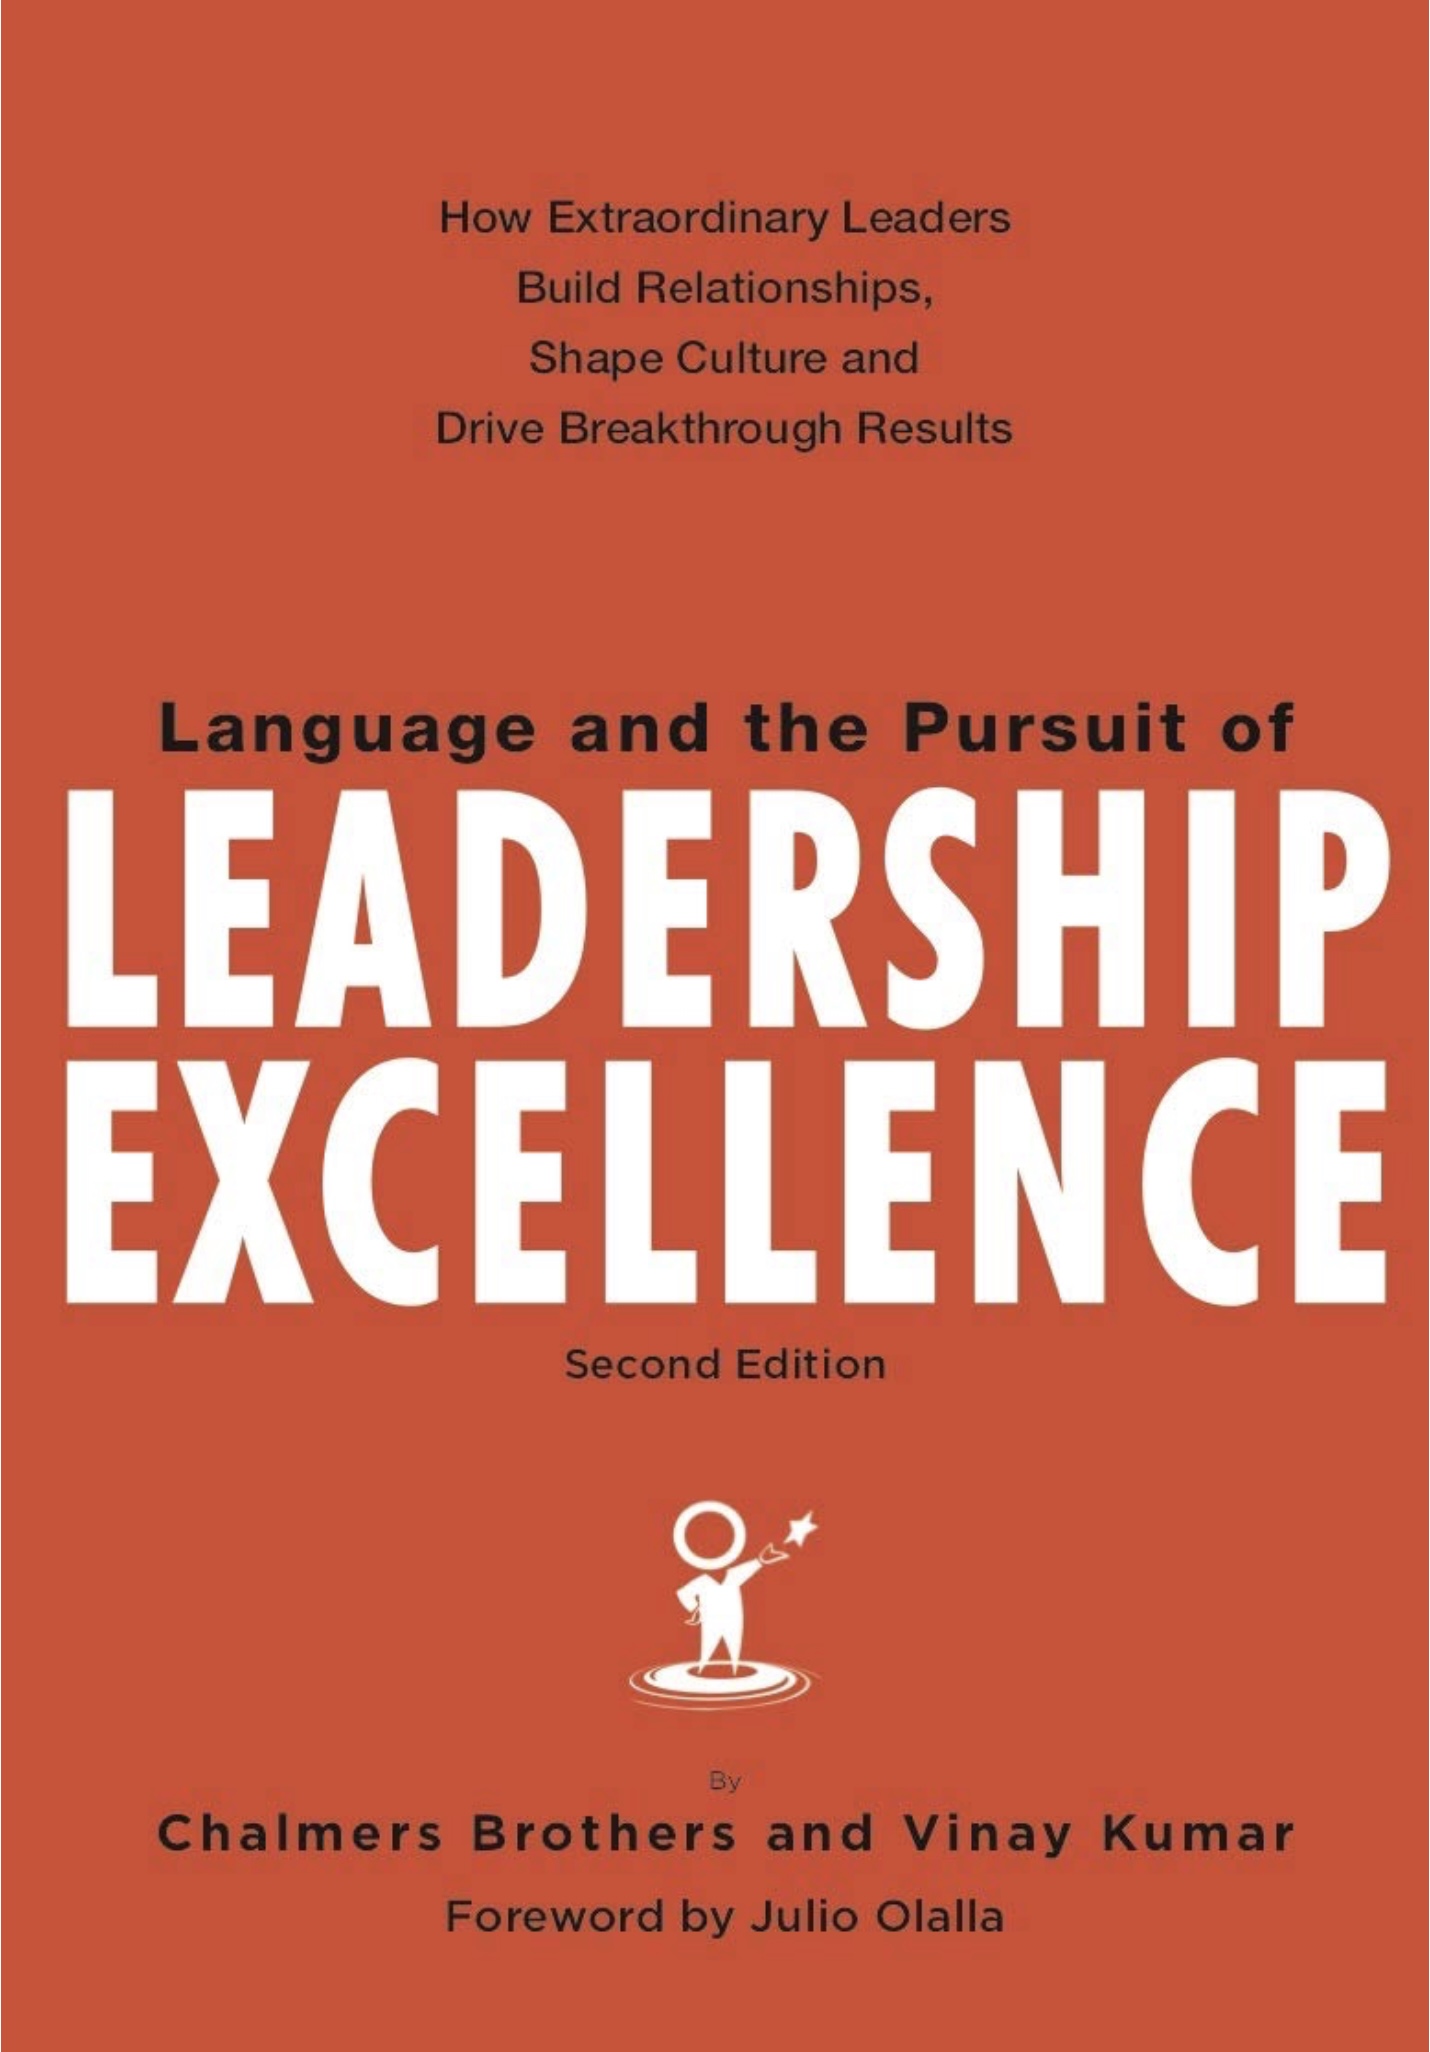 How Extraordinary Leaders
Build Relationships,
Shape Culture and
Drive Breakthrough Results
Language and the Pursuit of
LEADERSHIP
EXCELLENCE
Second Edition
By
Chalmers Brothers and Vinay Kumar
Foreword by Julio Olalla